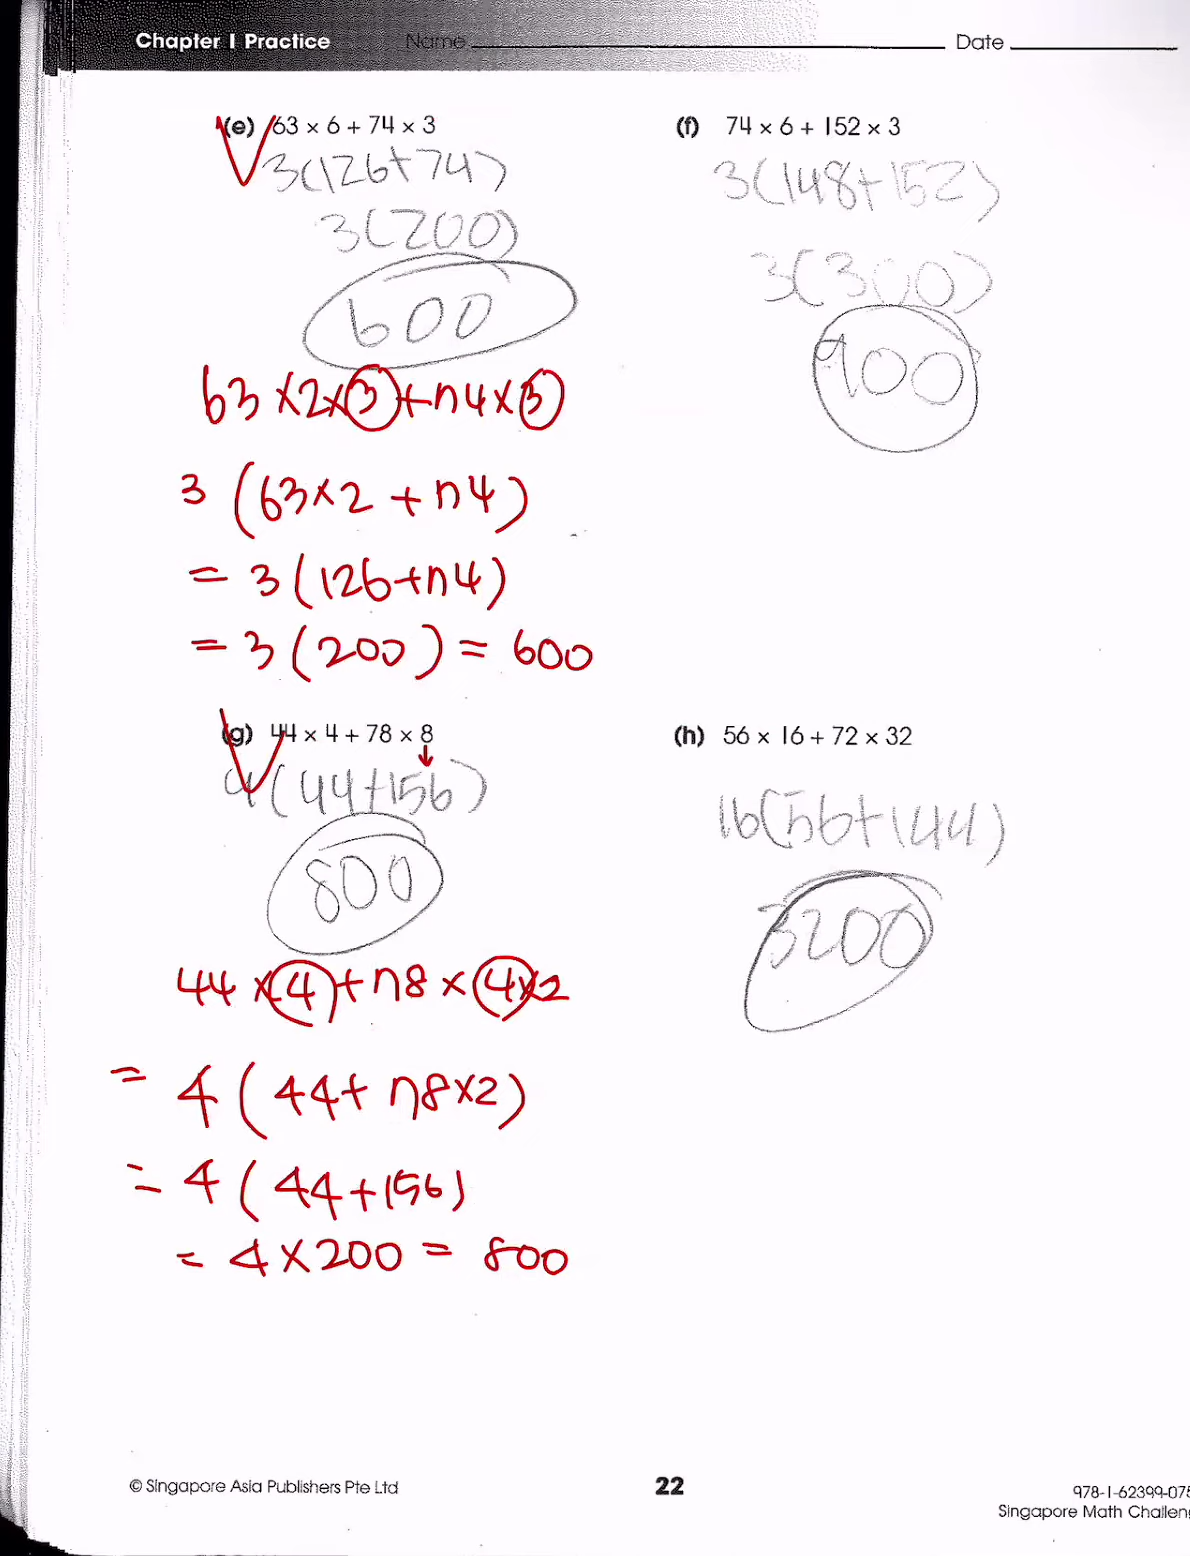 Chapter 1 Practice Name Date
(e) 63 × 6 + 74 × 3
3(126+74)
3(200)
600
63 ×2×3+74×3
3 (63×2 +74)
= 3 (126+74)
= 3 (200) = 600
(f) 74 × 6 + 152 × 3
3(148+152)
3(300)
900
(g) 44 × 4 + 78 × 8
4(44+156)
800
44 ×4+78 ×4×2
= 4 (44+ 78×2)
= 4 (44+156)
= 4 ×200 = 800
(h) 56 × 16 + 72 × 32
16(56+144)
3200
© Singapore Asia Publishers Pte Ltd
22
978-1-62399-075
Singapore Math Challen